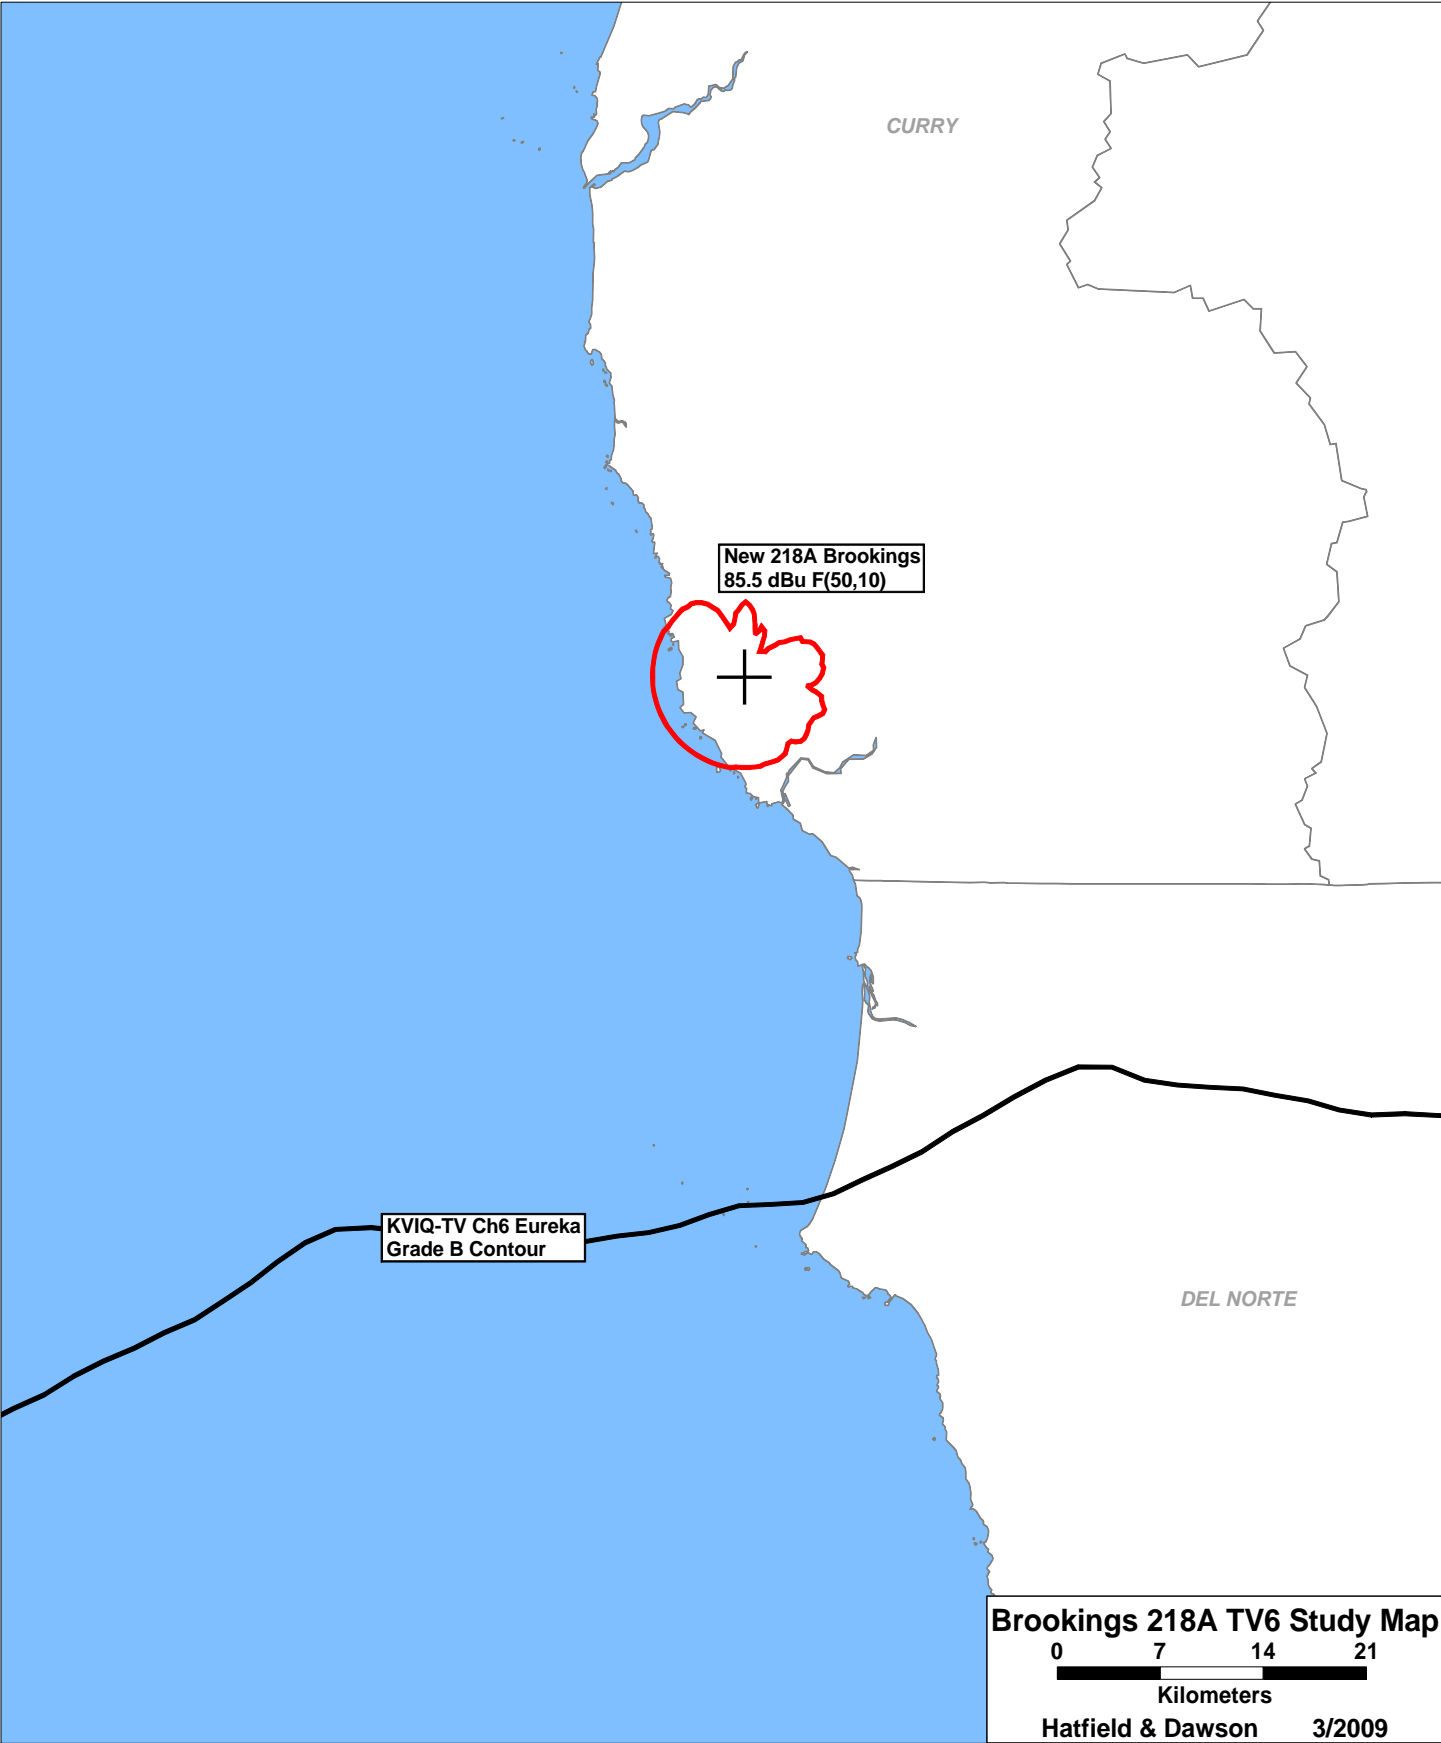 CURRY
New 218A Brookings
85.5 dBu F(50,10)
KVIQ-TV Ch6 Eureka
Grade B Contour
DEL NORTE
Brookings 218A TV6 Study Map
0 7 14 21
Kilometers
Hatfield & Dawson 3/2009